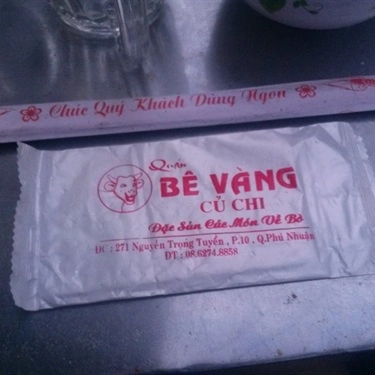 Chúc Quý Khách Dùng Ngon
Quán
BÊ VÀNG
CỦ CHI
Đặc Sản Các Món Về Bò
ĐC : 271 Nguyễn Trọng Tuyển , P.10 , Q.Phú Nhuận
ĐT : 08.6274.8858